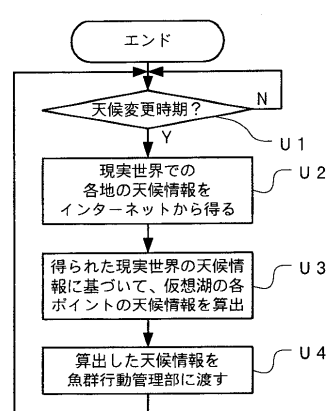 エンド
天候変更時期?
N
Y
U1
現実世界での
各地の天候情報を
インターネットから得る
U2
得られた現実世界の天候情
報に基づいて、仮想湖の各
ポイントの天候情報を算出
U3
算出した天候情報を
魚群行動管理部に渡す
U4